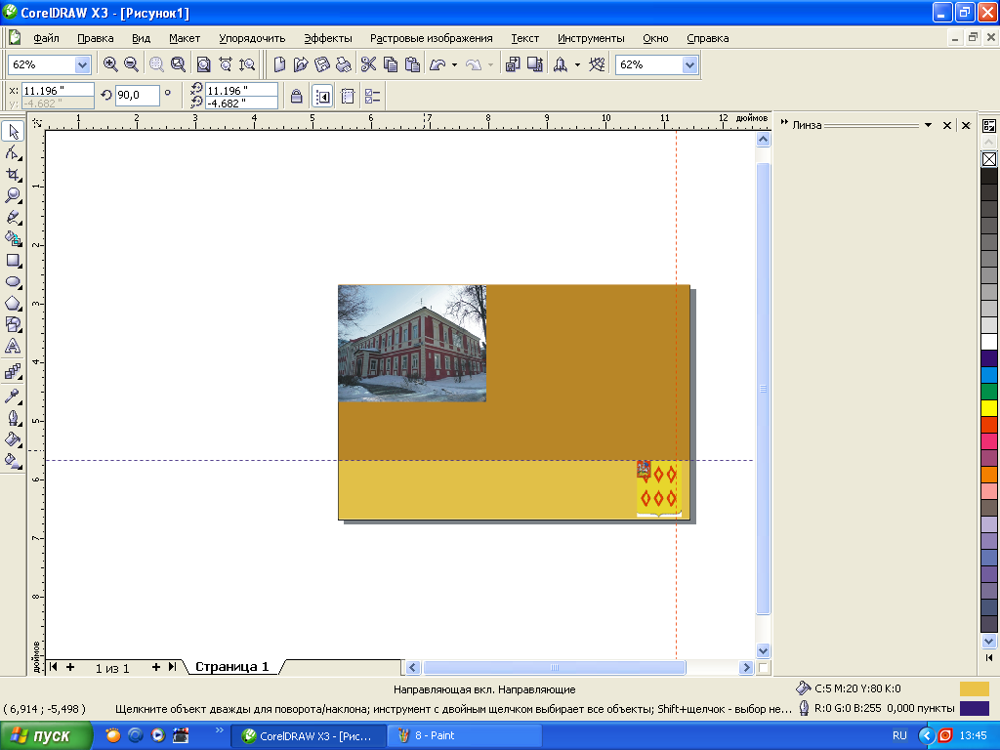 CorelDRAW X3 - [Рисунок1]
Файл Правка Вид Макет Упорядочить Эффекты Растровые изображения Текст Инструменты Окно Справка
62% 62%
x: 11.196 " 90,0 ° 11.196 "
y: -4.682 " -4.682 "
1 2 3 4 5 6 7 8 9 10 11 12 дюймов
Линза
1
2
3
4
5
6
7
8
дюймов
1 из 1 Страница 1
Направляющая вкл. Направляющие
C:5 M:20 Y:80 K:0
( 6,914 ; -5,498 ) Щелкните объект дважды для поворота/наклона; инструмент с двойным щелчком выбирает все объекты; Shift+щелчок - выбор не...
R:0 G:0 B:255 0,000 пункты
пуск CorelDRAW X3 - [Рис... 8 - Paint RU 13:45